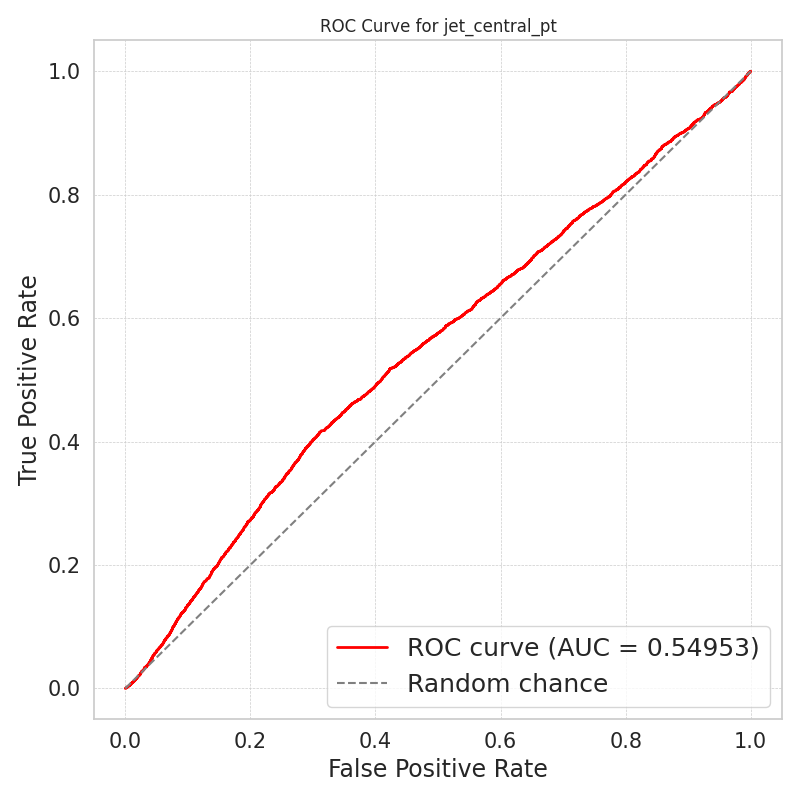 ROC Curve for jet_central_pt
1.0
0.8
0.6
0.4
0.2
0.0
True Positive Rate
ROC curve (AUC = 0.54953)
Random chance
0.0 0.2 0.4 0.6 0.8 1.0
False Positive Rate